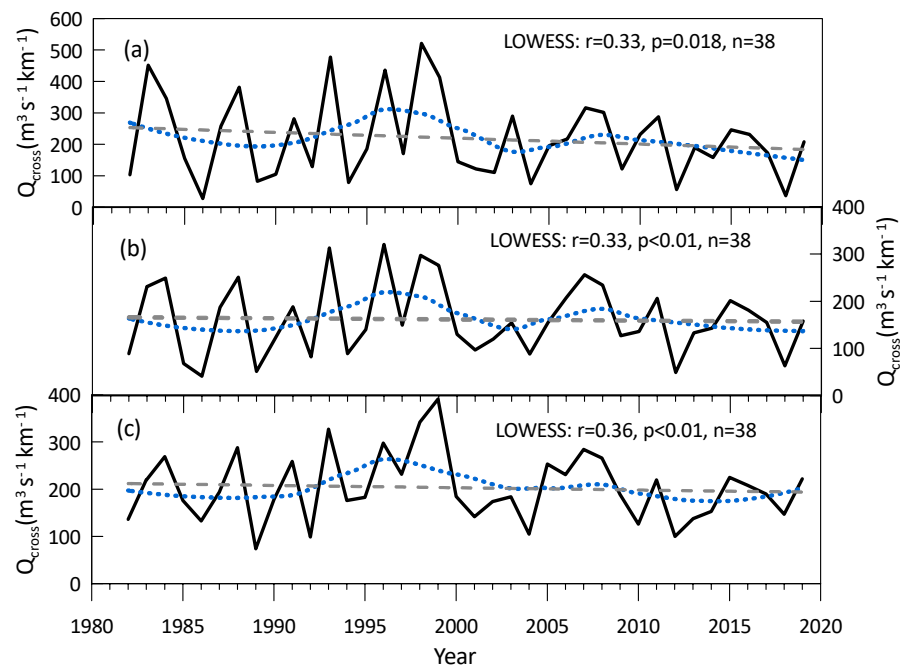 600
500
400
300
200
100
0
Q_cross (m³ s⁻¹ km⁻¹)
(a)
LOWESS: r=0.33, p=0.018, n=38
400
300
200
100
0
Q_cross (m³ s⁻¹ km⁻¹)
(b)
LOWESS: r=0.33, p<0.01, n=38
400
300
200
100
0
Q_cross (m³ s⁻¹ km⁻¹)
(c)
LOWESS: r=0.36, p<0.01, n=38
1980 1985 1990 1995 2000 2005 2010 2015 2020
Year